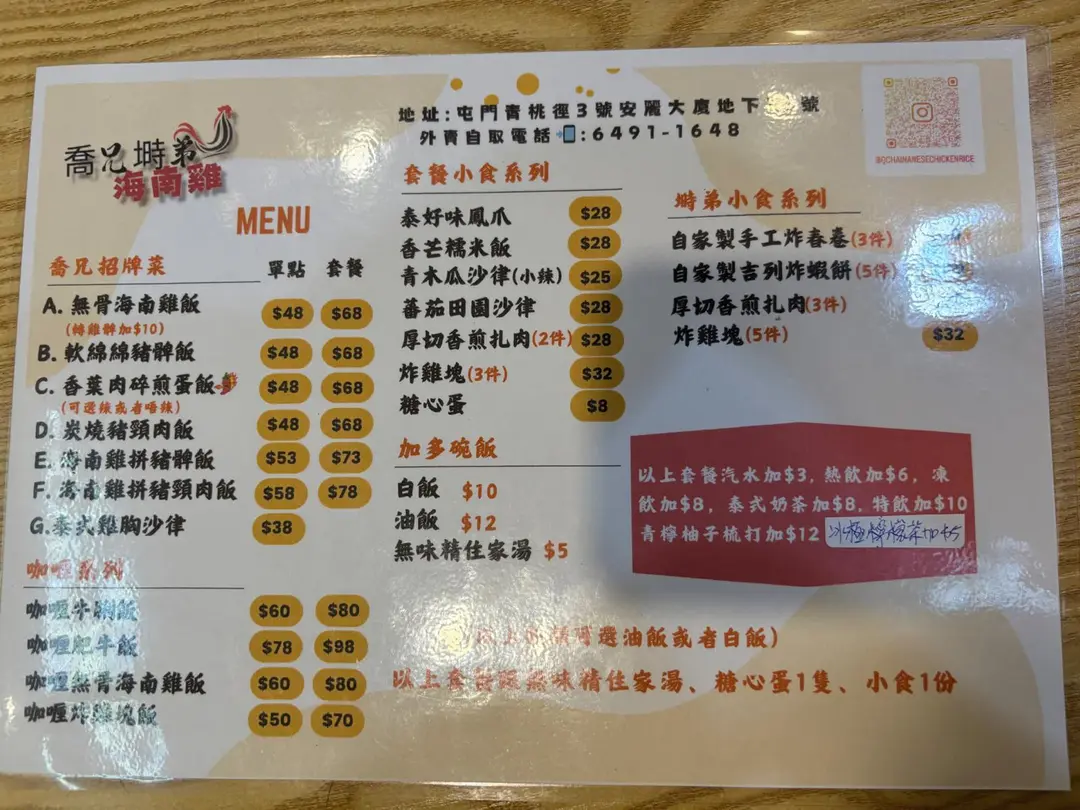 喬兄塒弟
海南雞
MENU
地址:屯門青桃徑3號安麗大廈地下 號
外賣自取電話:6491-1648
@QCHAIHANESECHICKENRICE
喬兄招牌菜 單點 套餐
A. 無骨海南雞飯 $48 $68
(轉雞髀加$10)
B. 軟綿綿豬髀飯 $48 $68
C. 香葉肉碎煎蛋飯 $48 $68
(可選辣或者唔辣)
D. 炭燒豬頸肉飯 $48 $68
E. 海南雞拼豬髀飯 $53 $73
F. 海南雞拼豬頸肉飯 $58 $78
G.泰式雞胸沙律 $38
咖喱系列
咖喱牛腩飯 $60 $80
咖喱肥牛飯 $78 $98
咖喱無骨海南雞飯 $60 $80
咖喱炸雞塊飯 $50 $70
套餐小食系列
泰好味鳳爪 $28
香芒糯米飯 $28
青木瓜沙律(小辣) $25
蕃茄田園沙律 $28
厚切香煎扎肉(2件) $28
炸雞塊(3件) $32
糖心蛋 $8
加多碗飯
白飯 $10
油飯 $12
無味精住家湯 $5
塒弟小食系列
自家製手工炸春卷(3件)
自家製吉列炸蝦餅(5件)
厚切香煎扎肉(3件)
炸雞塊(5件) $32
以上套餐汽水加$3, 熱飲加$6, 凍
飲加$8, 泰式奶茶加$8, 特飲加$10
青檸柚子梳打加$12 冰極檸檬茶加$5
可選油飯或者白飯)
以上套餐 無味精住家湯、糖心蛋1隻、小食1份